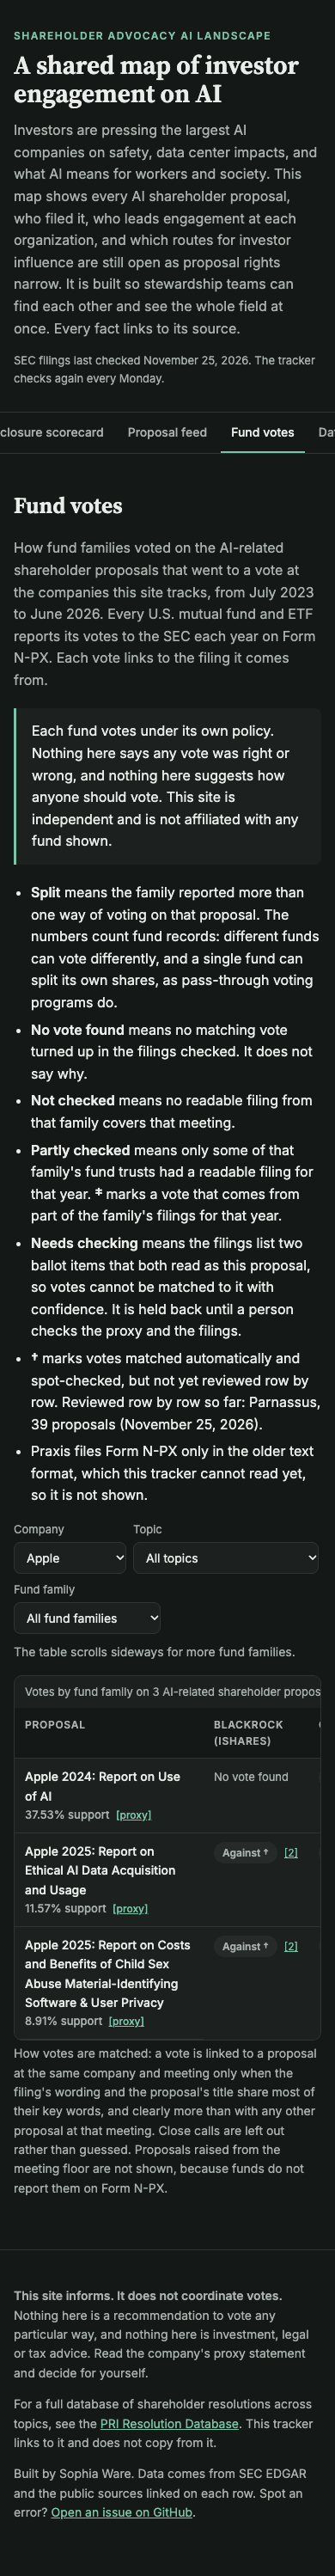 SHAREHOLDER ADVOCACY AI LANDSCAPE
A shared map of investor
engagement on AI
Investors are pressing the largest AI
companies on safety, data center impacts, and
what AI means for workers and society. This
map shows every AI shareholder proposal,
who filed it, who leads engagement at each
organization, and which routes for investor
influence are still open as proposal rights
narrow. It is built so stewardship teams can
find each other and see the whole field at
once. Every fact links to its source.
SEC filings last checked November 25, 2026. The tracker
checks again every Monday.
closure scorecard Proposal feed Fund votes Da
Fund votes
How fund families voted on the AI-related
shareholder proposals that went to a vote at
the companies this site tracks, from July 2023
to June 2026. Every U.S. mutual fund and ETF
reports its votes to the SEC each year on Form
N-PX. Each vote links to the filing it comes
from.
Each fund votes under its own policy.
Nothing here says any vote was right or
wrong, and nothing here suggests how
anyone should vote. This site is
independent and is not affiliated with any
fund shown.
• Split means the family reported more than
one way of voting on that proposal. The
numbers count fund records: different funds
can vote differently, and a single fund can
split its own shares, as pass-through voting
programs do.
• No vote found means no matching vote
turned up in the filings checked. It does not
say why.
• Not checked means no readable filing from
that family covers that meeting.
• Partly checked means only some of that
family's fund trusts had a readable filing for
that year. ‡ marks a vote that comes from
part of the family's filings for that year.
• Needs checking means the filings list two
ballot items that both read as this proposal,
so votes cannot be matched to it with
confidence. It is held back until a person
checks the proxy and the filings.
• † marks votes matched automatically and
spot-checked, but not yet reviewed row by
row. Reviewed row by row so far: Parnassus,
39 proposals (November 25, 2026).
• Praxis files Form N-PX only in the older text
format, which this tracker cannot read yet,
so it is not shown.
Company Topic
Apple All topics
Fund family
All fund families
The table scrolls sideways for more fund families.
Votes by fund family on 3 AI-related shareholder propos
PROPOSAL BLACKROCK
(ISHARES)
Apple 2024: Report on Use No vote found
of AI
37.53% support [proxy]
Apple 2025: Report on Against † [2]
Ethical AI Data Acquisition
and Usage
11.57% support [proxy]
Apple 2025: Report on Costs Against † [2]
and Benefits of Child Sex
Abuse Material-Identifying
Software & User Privacy
8.91% support [proxy]
How votes are matched: a vote is linked to a proposal
at the same company and meeting only when the
filing's wording and the proposal's title share most of
their key words, and clearly more than with any other
proposal at that meeting. Close calls are left out
rather than guessed. Proposals raised from the
meeting floor are not shown, because funds do not
report them on Form N-PX.
This site informs. It does not coordinate votes.
Nothing here is a recommendation to vote any
particular way, and nothing here is investment, legal
or tax advice. Read the company's proxy statement
and decide for yourself.
For a full database of shareholder resolutions across
topics, see the PRI Resolution Database. This tracker
links to it and does not copy from it.
Built by Sophia Ware. Data comes from SEC EDGAR
and the public sources linked on each row. Spot an
error? Open an issue on GitHub.